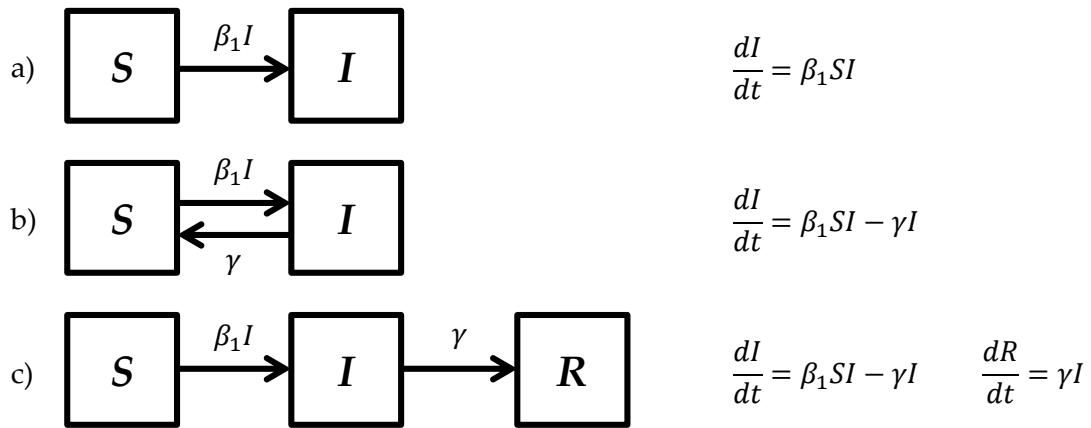 a) S β₁I I dI/dt = β₁SI
b) S β₁I γ I dI/dt = β₁SI − γI
c) S β₁I I γ R dI/dt = β₁SI − γI dR/dt = γI